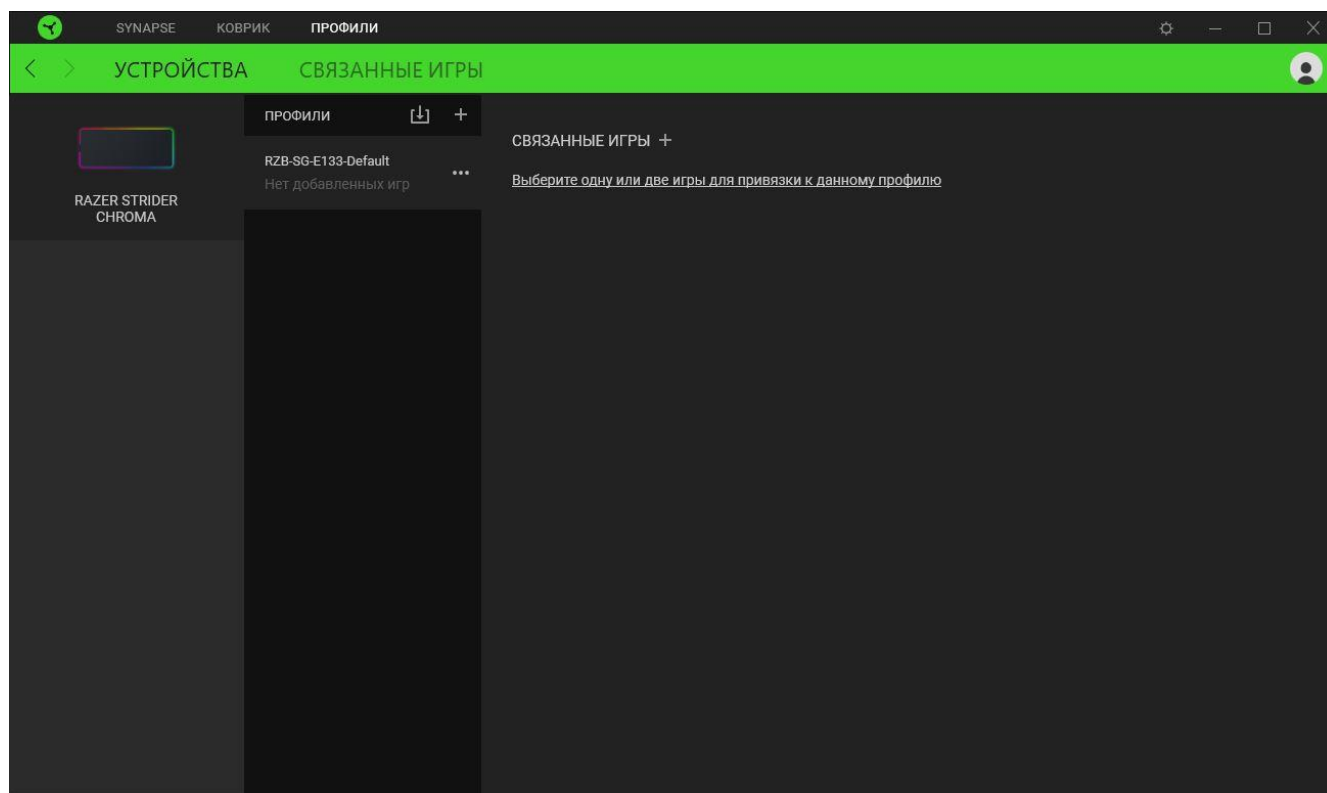 SYNAPSE КОВРИК ПРОФИЛИ
УСТРОЙСТВА СВЯЗАННЫЕ ИГРЫ
RAZER STRIDER
CHROMA
ПРОФИЛИ
RZB-SG-E133-Default
Нет добавленных игр
СВЯЗАННЫЕ ИГРЫ +
Выберите одну или две игры для привязки к данному профилю